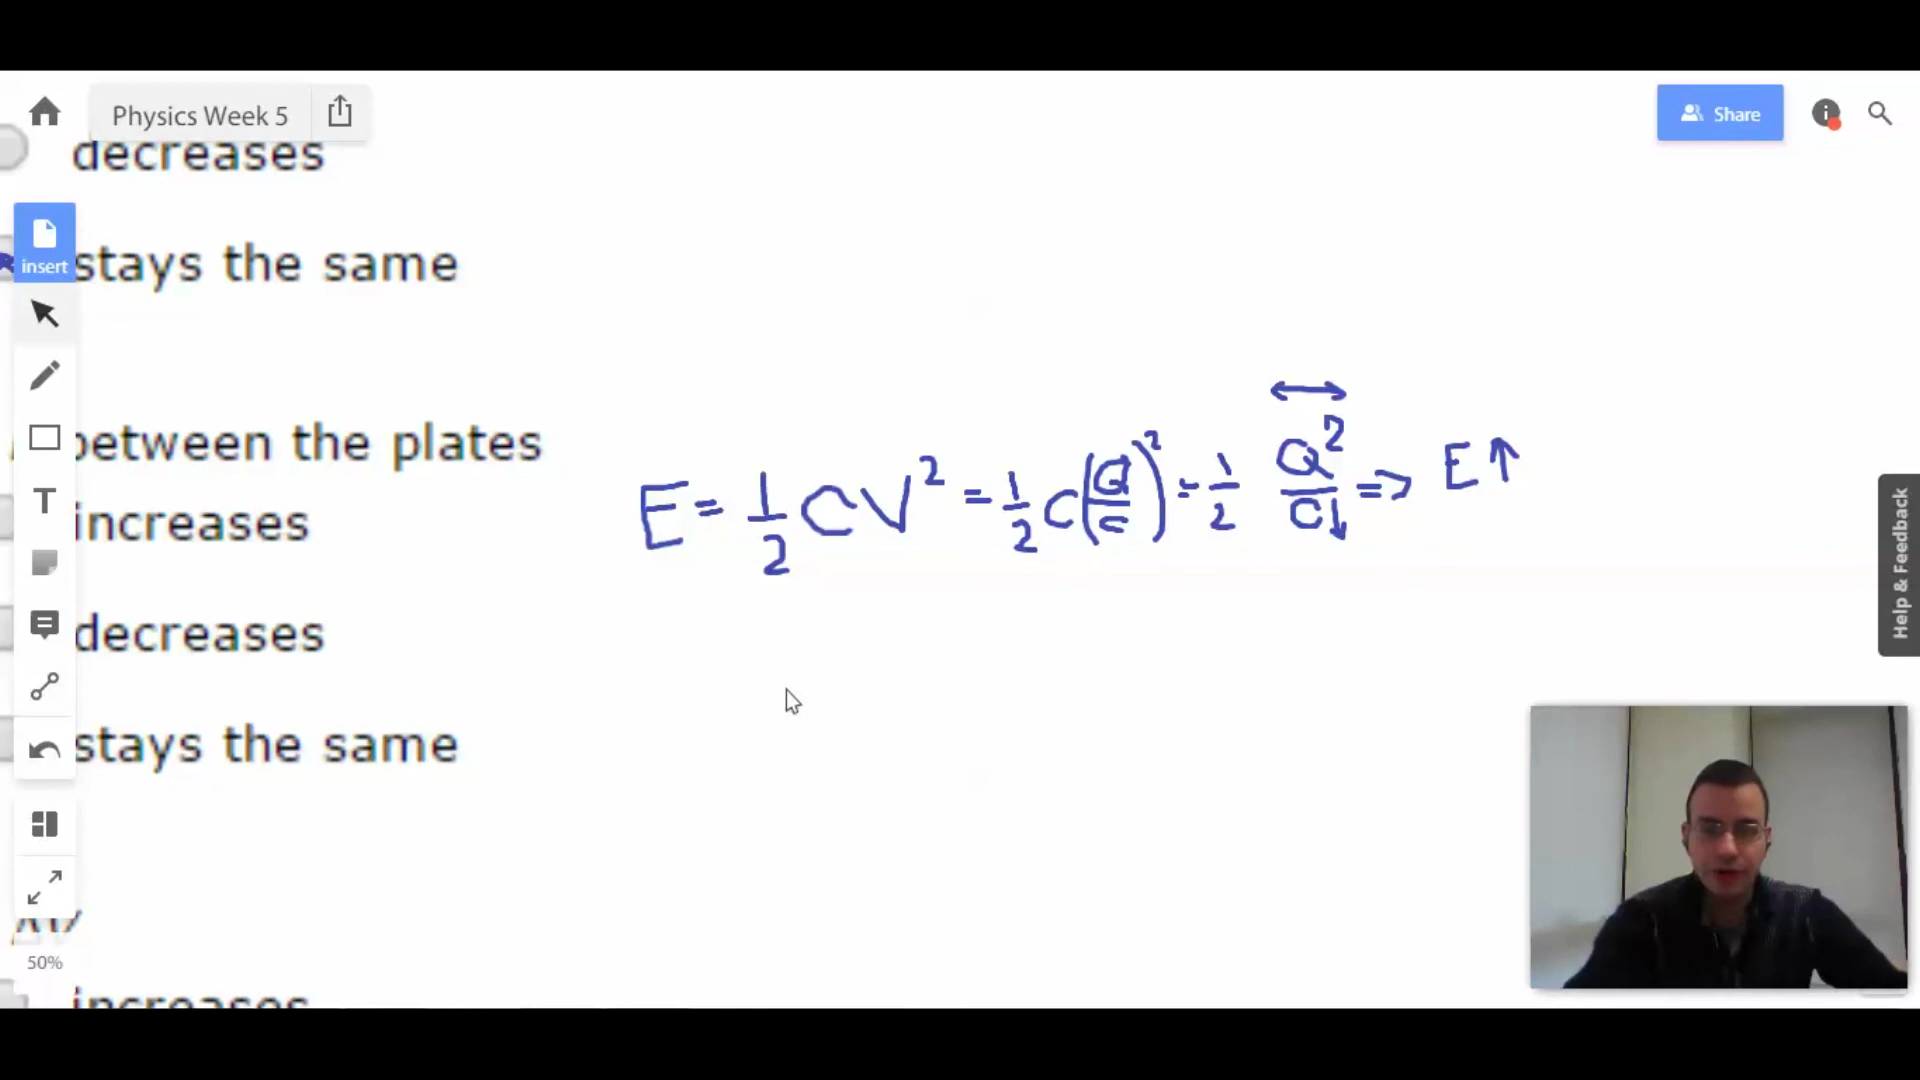 Physics Week 5
Share
decreases
insert
stays the same
between the plates
E = 1/2 CV² = 1/2 C(Q/C)² = 1/2 Q²/C↓ => E↑
increases
decreases
T
stays the same
50%
increases
Help & Feedback